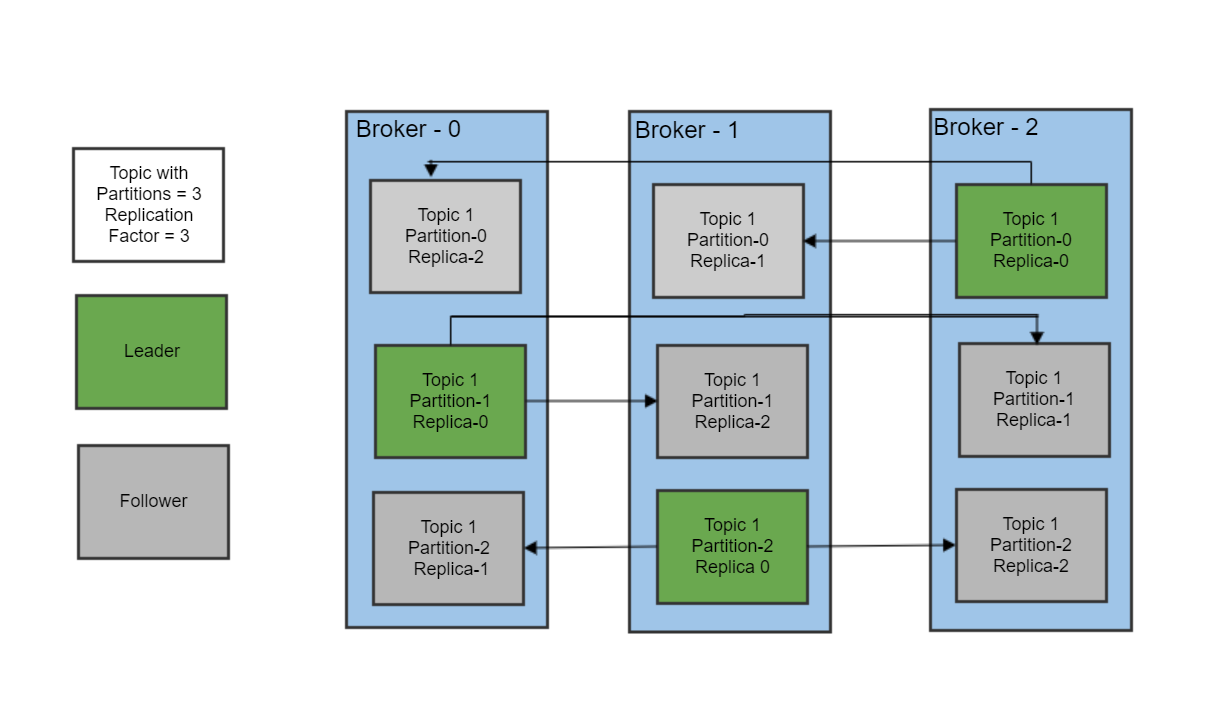 Topic with
Partitions = 3
Replication
Factor = 3
Leader
Follower
Broker - 0
Topic 1
Partition-0
Replica-2
Topic 1
Partition-1
Replica-0
Topic 1
Partition-2
Replica-1
Broker - 1
Topic 1
Partition-0
Replica-1
Topic 1
Partition-1
Replica-2
Topic 1
Partition-2
Replica 0
Broker - 2
Topic 1
Partition-0
Replica-0
Topic 1
Partition-1
Replica-1
Topic 1
Partition-2
Replica-2